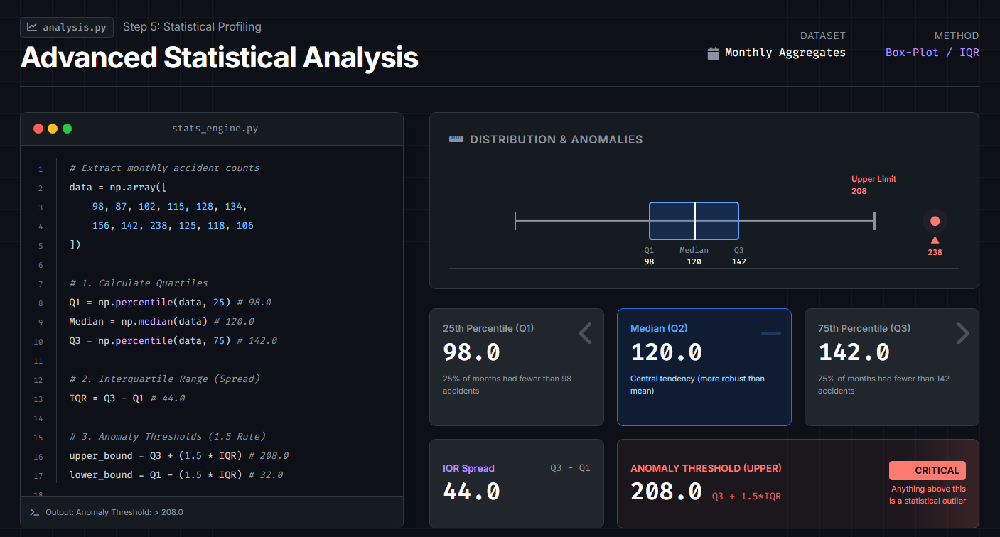 analysis.py Step 5: Statistical Profiling
Advanced Statistical Analysis
DATASET
Monthly Aggregates
METHOD
Box-Plot / IQR
stats_engine.py
1 # Extract monthly accident counts
2 data = np.array([
3 98, 87, 102, 115, 128, 134,
4 156, 142, 238, 125, 118, 106
5 ])
6
7 # 1. Calculate Quartiles
8 Q1 = np.percentile(data, 25) # 98.0
9 Median = np.median(data) # 120.0
10 Q3 = np.percentile(data, 75) # 142.0
11
12 # 2. Interquartile Range (Spread)
13 IQR = Q3 - Q1 # 44.0
14
15 # 3. Anomaly Thresholds (1.5 Rule)
16 upper_bound = Q3 + (1.5 * IQR) # 208.0
17 lower_bound = Q1 - (1.5 * IQR) # 32.0
18
Output: Anomaly Threshold: > 208.0
DISTRIBUTION & ANOMALIES
Upper Limit
208
Q1 Median Q3
98 120 142
238
25th Percentile (Q1)
98.0
25% of months had fewer than 98
accidents
Median (Q2)
120.0
Central tendency (more robust than
mean)
75th Percentile (Q3)
142.0
75% of months had fewer than 142
accidents
IQR Spread Q3 - Q1
44.0
ANOMALY THRESHOLD (UPPER)
208.0 Q3 + 1.5*IQR
CRITICAL
Anything above this
is a statistical outlier